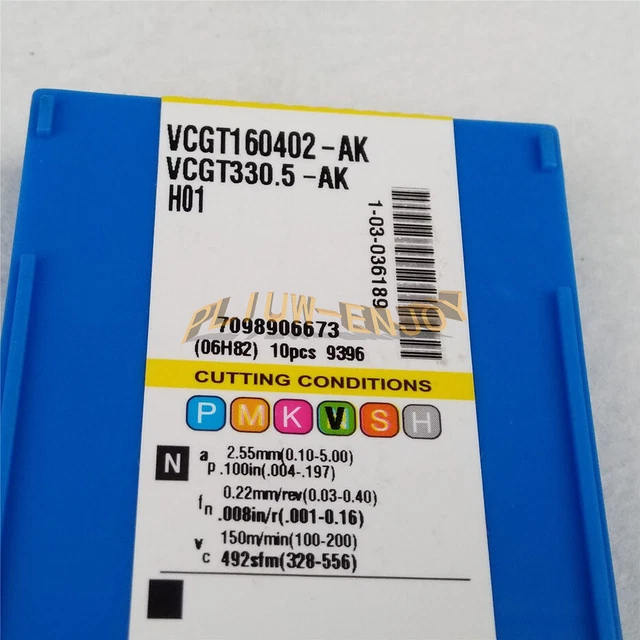 VCGT160402-AK
VCGT330.5-AK
H01
1-03-036189
PLIUW-ENJOY
7098906673
(06H82) 10pcs 9396
CUTTING CONDITIONS
P M K N S H
N
ap 2.55mm(0.10-5.00)
.100in(.004-.197)
fn 0.22mm/rev(0.03-0.40)
.008in/r(.001-0.16)
vc 150m/min(100-200)
492sfm(328-556)